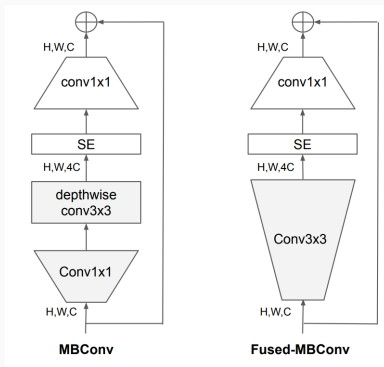 H,W,C
conv1x1
SE
H,W,4C
depthwise
conv3x3
Conv1x1
H,W,C
MBConv
H,W,C
conv1x1
SE
H,W,4C
Conv3x3
H,W,C
Fused-MBConv